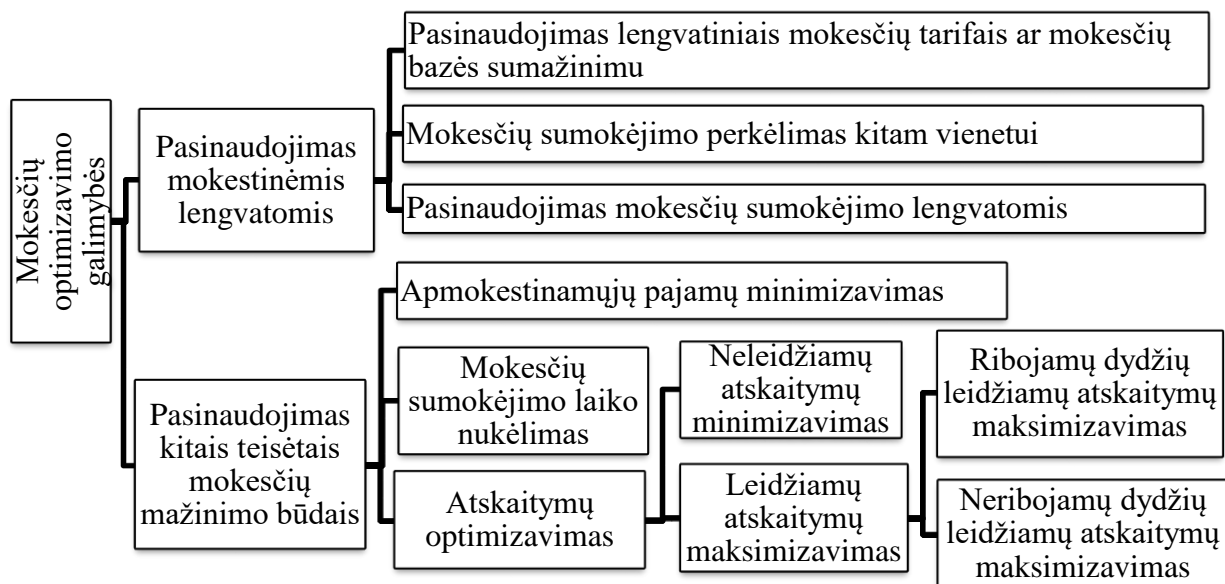 Mokesčių
optimizavimo
galimybės
Pasinaudojimas
mokestinėmis
lengvatomis
Pasinaudojimas lengvatiniais mokesčių tarifais ar mokesčių
bazės sumažinimu
Mokesčių sumokėjimo perkėlimas kitam vienetui
Pasinaudojimas mokesčių sumokėjimo lengvatomis
Pasinaudojimas
kitais teisėtais
mokesčių
mažinimo būdais
Apmokestinamųjų pajamų minimizavimas
Mokesčių
sumokėjimo laiko
nukėlimas
Atskaitymų
optimizavimas
Neleidžiamų
atskaitymų
minimizavimas
Leidžiamų
atskaitymų
maksimizavimas
Ribojamų dydžių
leidžiamų atskaitymų
maksimizavimas
Neribojamų dydžių
leidžiamų atskaitymų
maksimizavimas